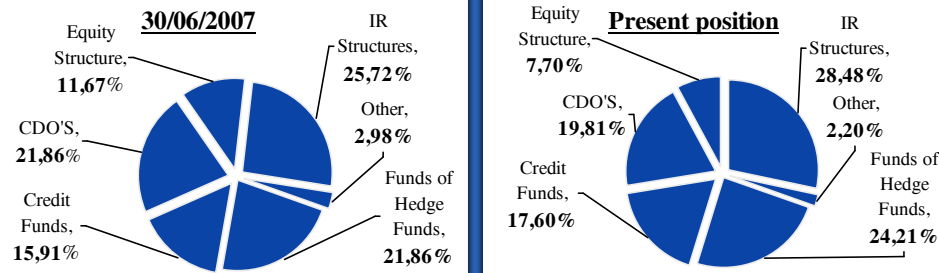 30/06/2007
Equity
Structure,
11,67%
IR
Structures,
25,72%
Other,
2,98%
CDO'S,
21,86%
Funds of
Hedge
Funds,
21,86%
Credit
Funds,
15,91%
Present position
Equity
Structure,
7,70%
IR
Structures,
28,48%
Other,
2,20%
CDO'S,
19,81%
Funds of
Hedge
Funds,
24,21%
Credit
Funds,
17,60%